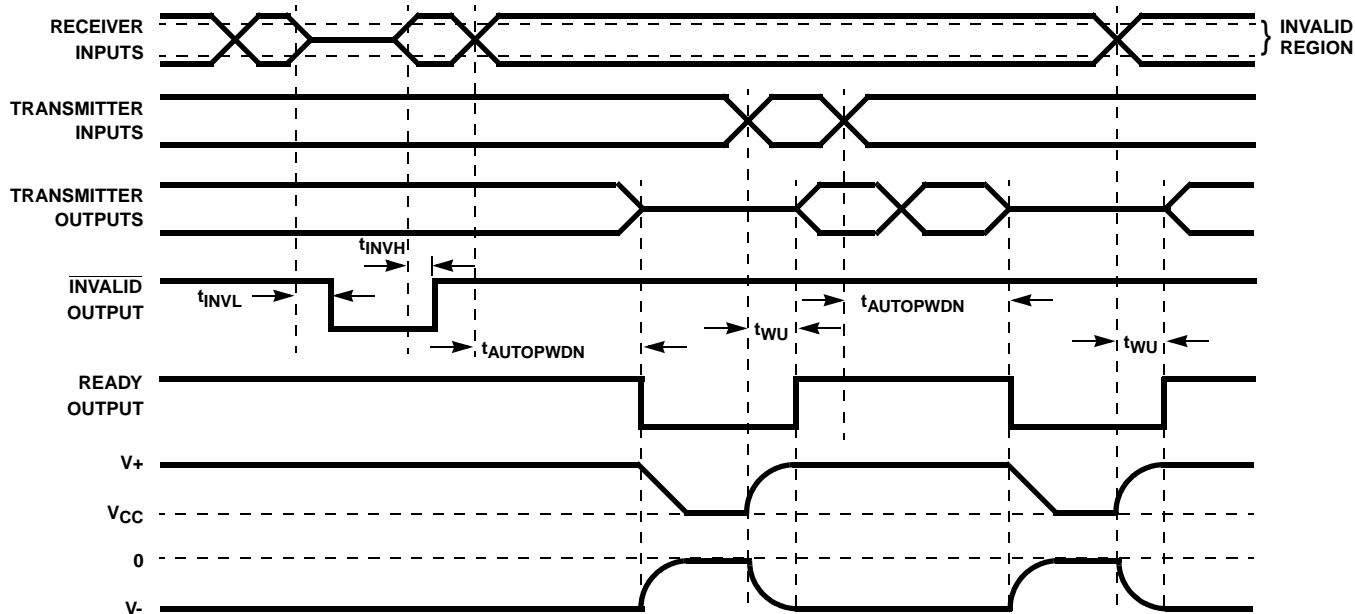 RECEIVER
INPUTS
} INVALID
REGION
TRANSMITTER
INPUTS
TRANSMITTER
OUTPUTS
tINVH
INVALID
OUTPUT
tINVL
tAUTOPWDN
tWU
tAUTOPWDN
tWU
READY
OUTPUT
V+
VCC
0
V-